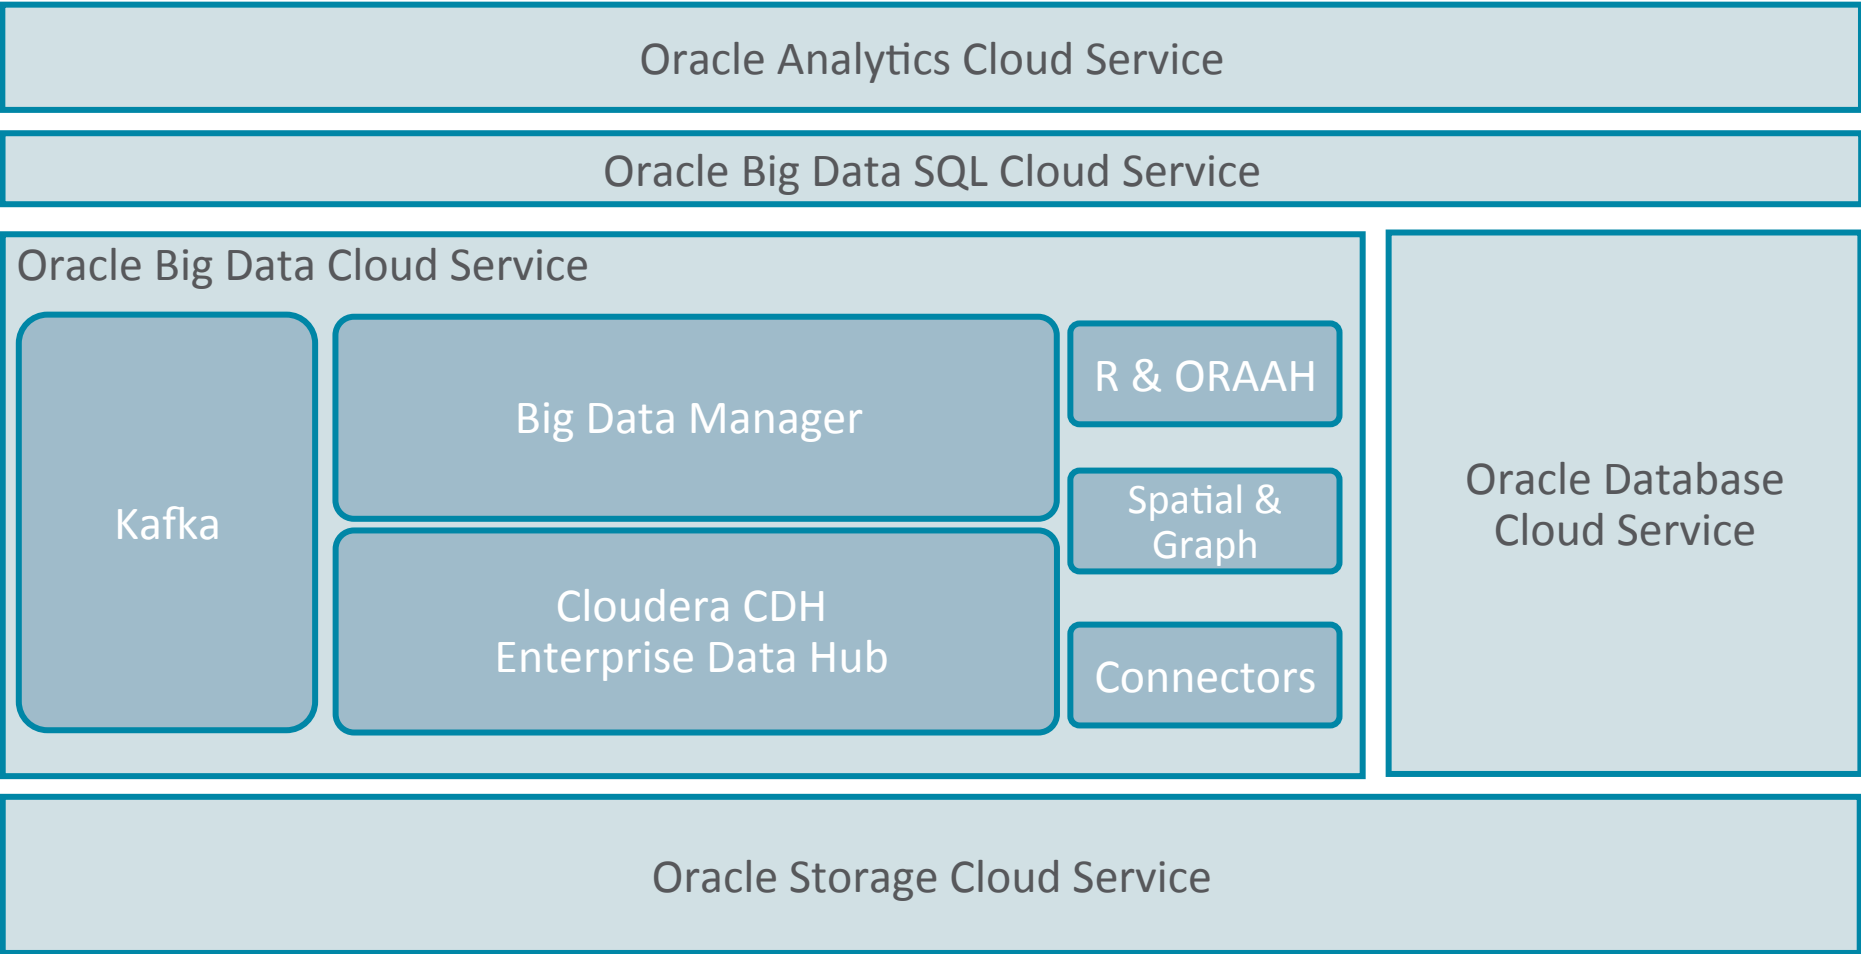 Oracle Analytics Cloud Service
Oracle Big Data SQL Cloud Service
Oracle Big Data Cloud Service
Kafka
Big Data Manager
Cloudera CDH
Enterprise Data Hub
R & ORAAH
Spatial &
Graph
Connectors
Oracle Database
Cloud Service
Oracle Storage Cloud Service